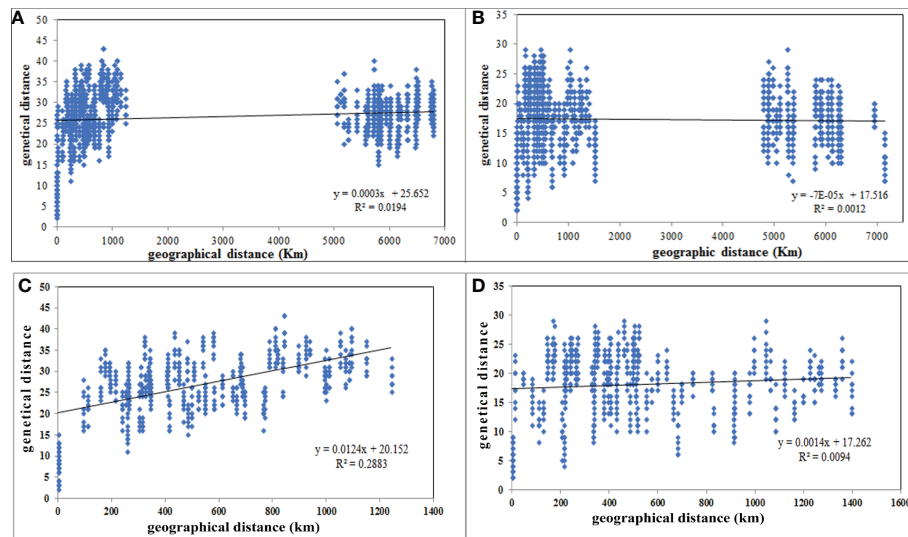 A
50
45
40
35
30
25
20
15
10
5
0
genetical distance
y = 0.0003x + 25.652
R² = 0.0194
0 1000 2000 3000 4000 5000 6000 7000
geographical distance (Km)
B
35
30
25
20
15
10
5
0
genetical distance
y = -7E-05x + 17.516
R² = 0.0012
0 1000 2000 3000 4000 5000 6000 7000
geographic distance (Km)
C
50
45
40
35
30
25
20
15
10
5
0
genetical distance
y = 0.0124x + 20.152
R² = 0.2883
0 200 400 600 800 1000 1200 1400
geographical distance (km)
D
35
30
25
20
15
10
5
0
genetical distance
y = 0.0014x + 17.262
R² = 0.0094
0 200 400 600 800 1000 1200 1400 1600
geographical distance (km)